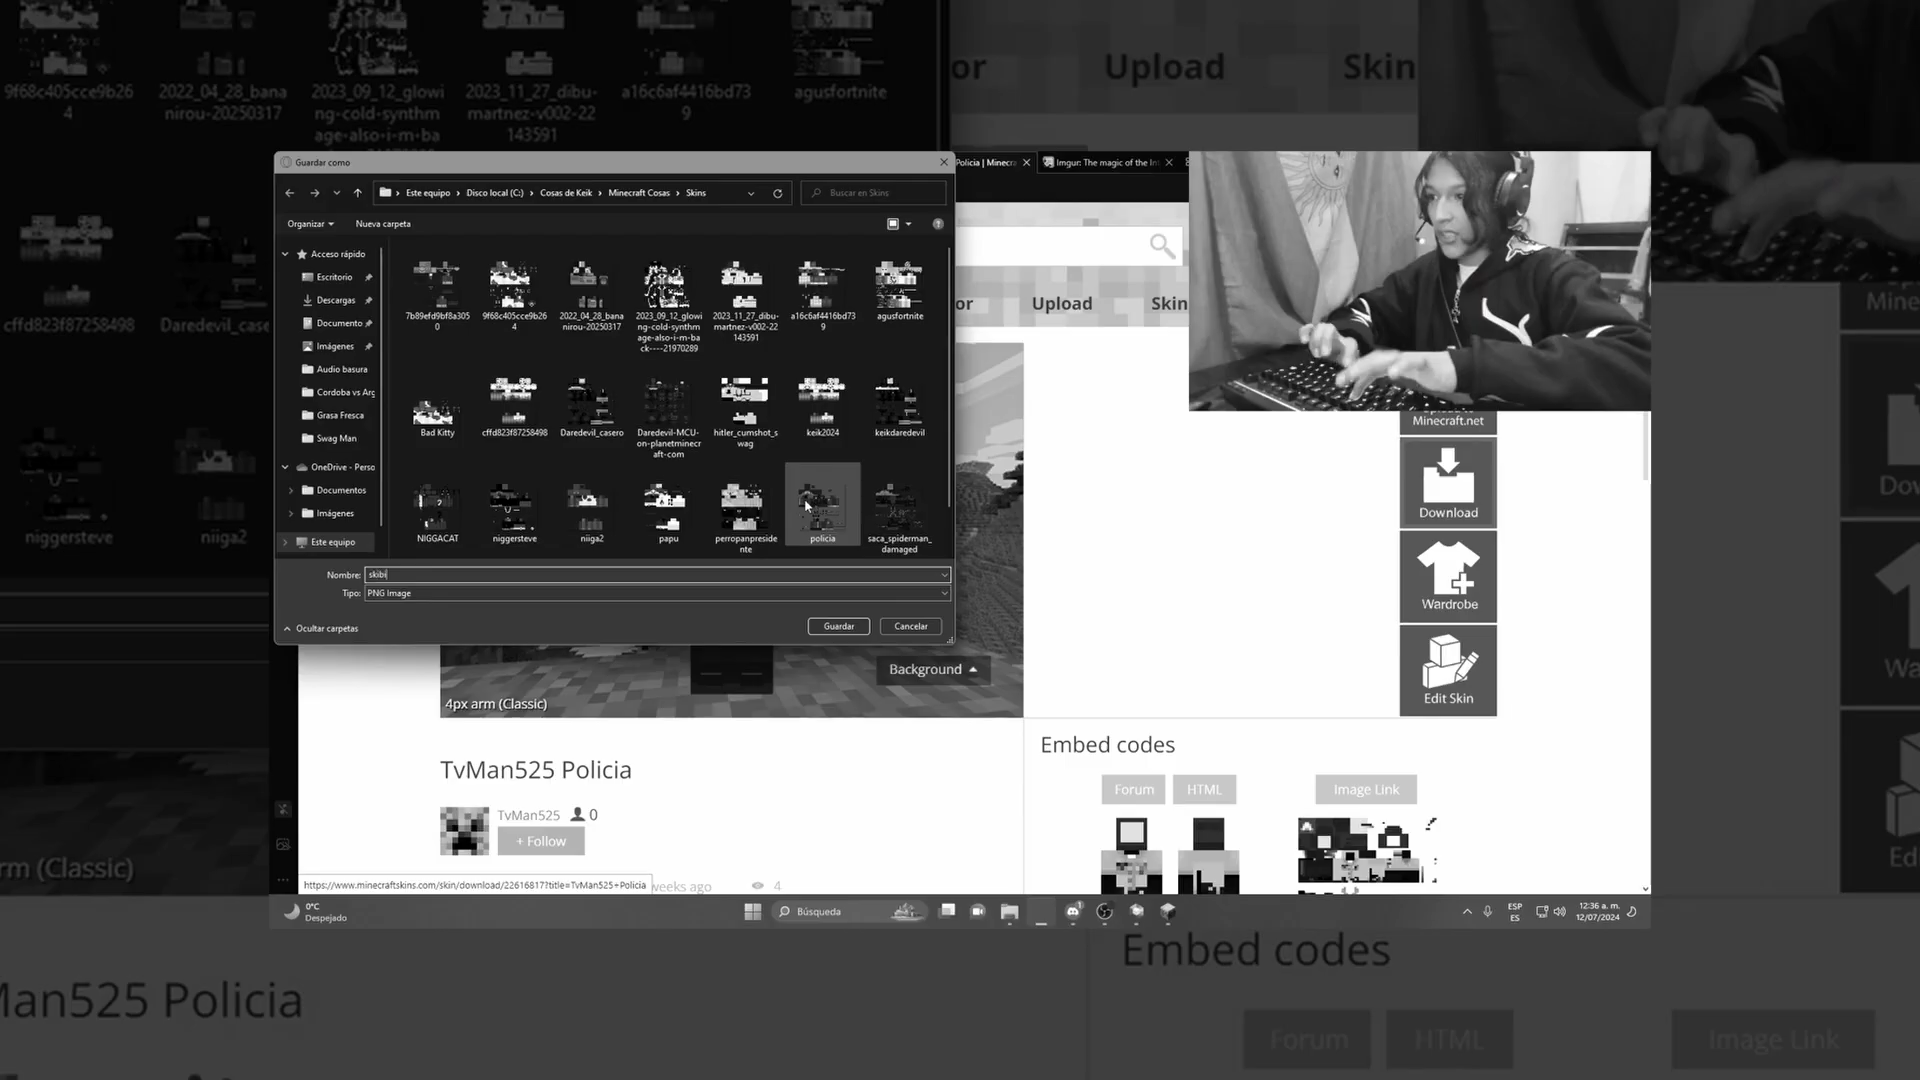 9f68c405cce9b26
4
2022_04_28_bana
nirou-20250317
2023_09_12_glowi
ng-cold-synthm
age-also-i-m-ba
2023_11_27_dibu-
martnez-v002-22
143591
a16c6af4416bd73
9
agusfortnite
or
Upload
Skin
Guardar como
Policia | Minecra
Imgur: The magic of the Int
Este equipo
Disco local (C:)
Cosas de Keik
Minecraft Cosas
Skins
Buscar en Skins
Organizar
Nueva carpeta
Acceso rápido
Escritorio
Descargas
Documento
Imágenes
Audio basura
Cordoba vs Arg
Grasa Fresca
Swag Man
OneDrive - Perso
Documentos
Imágenes
Este equipo
7b89efd9bf8a305
0
9f68c405cce9b26
4
2022_04_28_bana
nirou-20250317
2023_09_12_glowi
ng-cold-synthm
age-also-i-m-ba
ck----21970289
2023_11_27_dibu-
martnez-v002-22
143591
a16c6af4416bd73
9
agusfortnite
Bad Kitty
cffd823f87258498
Daredevil_casero
Daredevil-MCU-
on-planetminecr
aft-com
hitler_cumshot_s
wag
keik2024
keikdaredevil
NIGGACAT
niggersteve
niiga2
papu
perropanpreside
nte
policia
saca_spiderman_
damaged
Nombre:
skibi
Tipo:
PNG Image
Ocultar carpetas
Guardar
Cancelar
or
Upload
Skin
Minecraft.net
Download
Wardrobe
Edit Skin
Background
4px arm (Classic)
TvMan525 Policia
TvMan525
0
+ Follow
weeks ago
4
https://www.minecraftskins.com/skin/download/22616817?title=TvMan525+Policia
Embed codes
Forum
HTML
Image Link
0°C
Despejado
Búsqueda
ESP
ES
12:36 a. m.
12/07/2024
cffd823f87258498
Daredevil_case
niggersteve
niiga2
rm (Classic)
Man525 Policia
Embed codes
Forum
HTML
Image Link
Mine
Dow
Wa
Ed